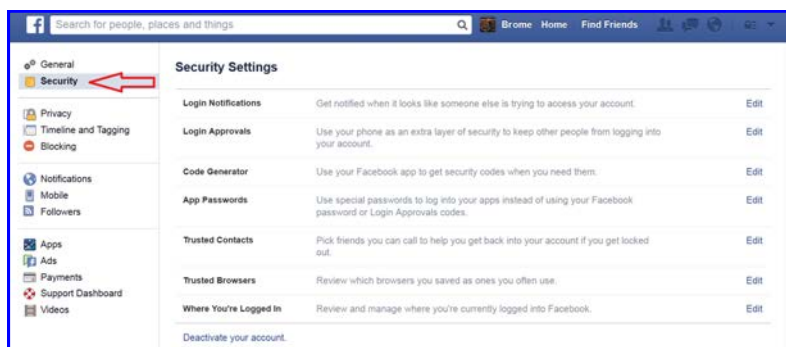 f Search for people, places and things Brome Home Find Friends
General
Security
Privacy
Timeline and Tagging
Blocking
Notifications
Mobile
Followers
Apps
Ads
Payments
Support Dashboard
Videos
Security Settings
Login Notifications Get notified when it looks like someone else is trying to access your account. Edit
Login Approvals Use your phone as an extra layer of security to keep other people from logging into Edit
your account.
Code Generator Use your Facebook app to get security codes when you need them. Edit
App Passwords Use special passwords to log into your apps instead of using your Facebook Edit
password or Login Approvals codes.
Trusted Contacts Pick friends you can call to help you get back into your account if you get locked Edit
out.
Trusted Browsers Review which browsers you saved as ones you often use. Edit
Where You're Logged In Review and manage where you're currently logged into Facebook. Edit
Deactivate your account.